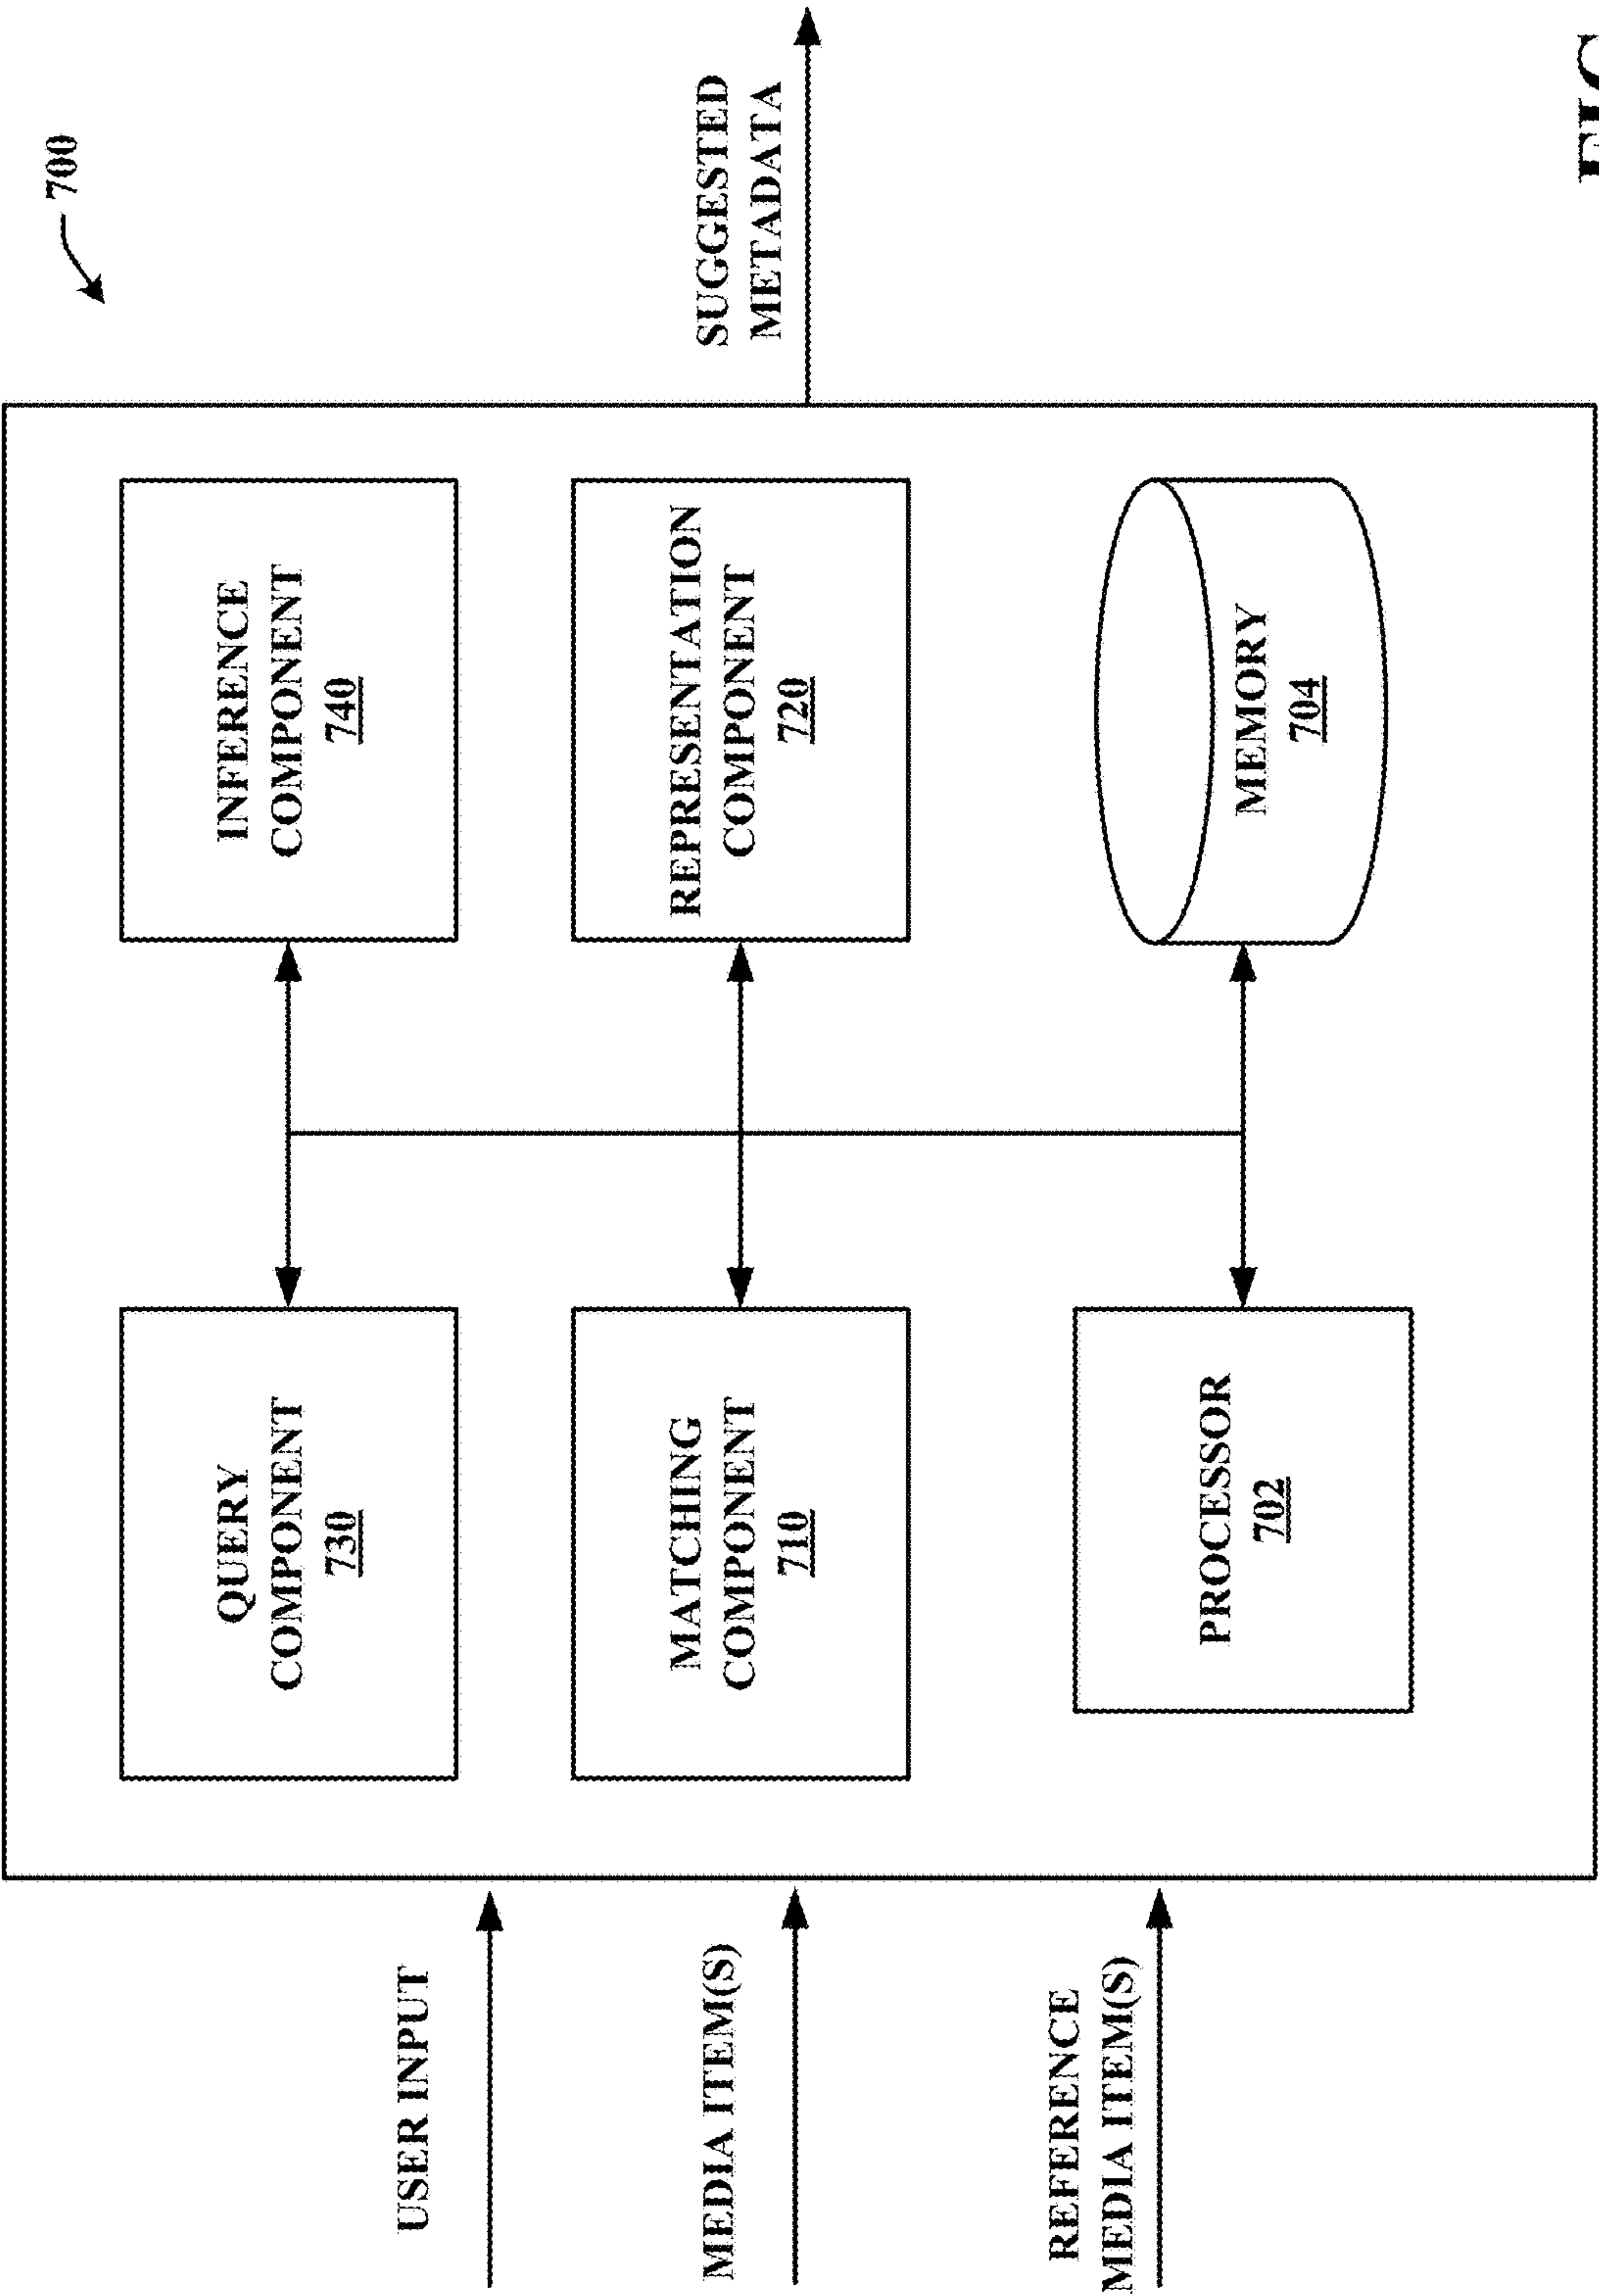 700
USER INPUT
MEDIA ITEM(S)
REFERENCE
MEDIA ITEM(S)
QUERY
COMPONENT
730
INFERENCE
COMPONENT
740
MATCHING
COMPONENT
710
REPRESENTATION
COMPONENT
720
PROCESSOR
702
MEMORY
704
SUGGESTED
METADATA